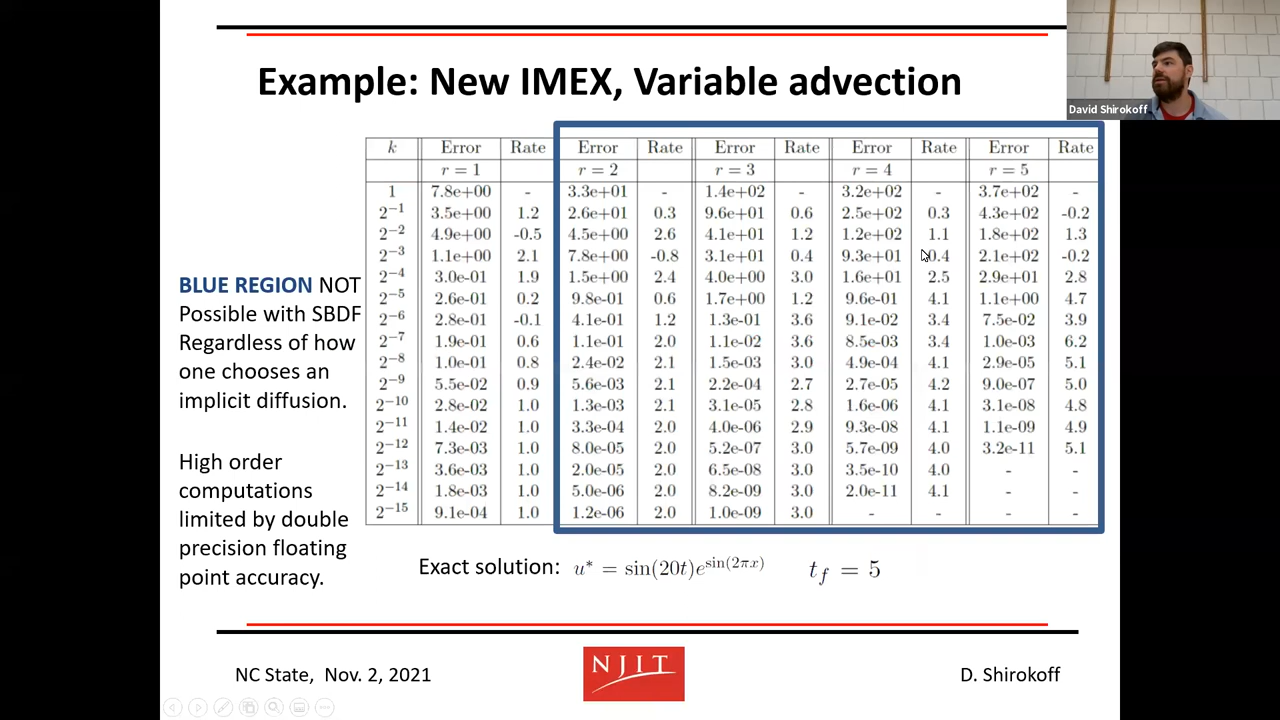 Example: New IMEX, Variable advection
David Shirokoff
k Error Rate Error Rate Error Rate Error Rate Error Rate
r = 1 r = 2 r = 3 r = 4 r = 5
1 7.8e+00 - 3.3e+01 - 1.4e+02 - 3.2e+02 - 3.7e+02 -
2⁻¹ 3.5e+00 1.2 2.6e+01 0.3 9.6e+01 0.6 2.5e+02 0.3 4.3e+02 -0.2
2⁻² 4.9e+00 -0.5 4.5e+00 2.6 4.1e+01 1.2 1.2e+02 1.1 1.8e+02 1.3
2⁻³ 1.1e+00 2.1 7.8e+00 -0.8 3.1e+01 0.4 9.3e+01 0.4 2.1e+02 -0.2
2⁻⁴ 3.0e-01 1.9 1.5e+00 2.4 4.0e+00 3.0 1.6e+01 2.5 2.9e+01 2.8
2⁻⁵ 2.6e-01 0.2 9.8e-01 0.6 1.7e+00 1.2 9.6e-01 4.1 1.1e+00 4.7
2⁻⁶ 2.8e-01 -0.1 4.1e-01 1.2 1.3e-01 3.6 9.1e-02 3.4 7.5e-02 3.9
2⁻⁷ 1.9e-01 0.6 1.1e-01 2.0 1.1e-02 3.6 8.5e-03 3.4 1.0e-03 6.2
2⁻⁸ 1.0e-01 0.8 2.4e-02 2.1 1.5e-03 3.0 4.9e-04 4.1 2.9e-05 5.1
2⁻⁹ 5.5e-02 0.9 5.6e-03 2.1 2.2e-04 2.7 2.7e-05 4.2 9.0e-07 5.0
2⁻¹⁰ 2.8e-02 1.0 1.3e-03 2.1 3.1e-05 2.8 1.6e-06 4.1 3.1e-08 4.8
2⁻¹¹ 1.4e-02 1.0 3.3e-04 2.0 4.0e-06 2.9 9.3e-08 4.1 1.1e-09 4.9
2⁻¹² 7.3e-03 1.0 8.0e-05 2.0 5.2e-07 3.0 5.7e-09 4.0 3.2e-11 5.1
2⁻¹³ 3.6e-03 1.0 2.0e-05 2.0 6.5e-08 3.0 3.5e-10 4.0 - -
2⁻¹⁴ 1.8e-03 1.0 5.0e-06 2.0 8.2e-09 3.0 2.0e-11 4.1 - -
2⁻¹⁵ 9.1e-04 1.0 1.2e-06 2.0 1.0e-09 3.0 - - - -
BLUE REGION NOT
Possible with SBDF
Regardless of how
one chooses an
implicit diffusion.
High order
computations
limited by double
precision floating
point accuracy.
Exact solution: u* = sin(20t)e^sin(2πx) t_f = 5
NC State, Nov. 2, 2021
NJIT
D. Shirokoff